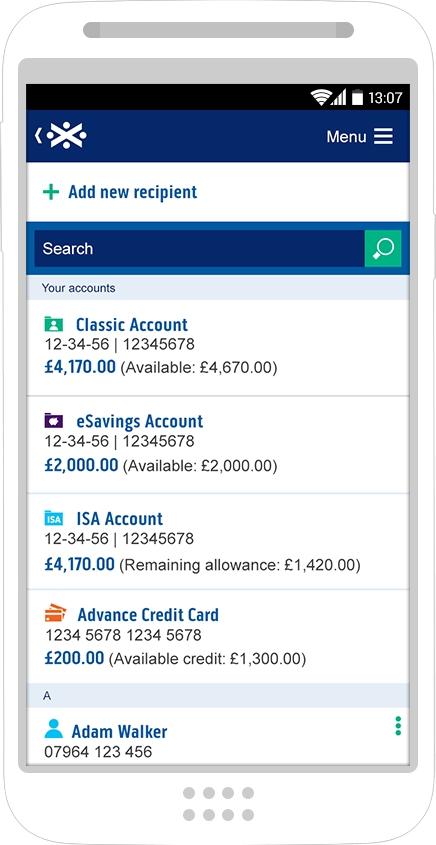 13:07
Menu
Add new recipient
Search
Your accounts
Classic Account
12-34-56 | 12345678
£4,170.00 (Available: £4,670.00)
eSavings Account
12-34-56 | 12345678
£2,000.00 (Available: £2,000.00)
ISA
ISA Account
12-34-56 | 12345678
£4,170.00 (Remaining allowance: £1,420.00)
Advance Credit Card
1234 5678 1234 5678
£200.00 (Available credit: £1,300.00)
A
Adam Walker
07964 123 456